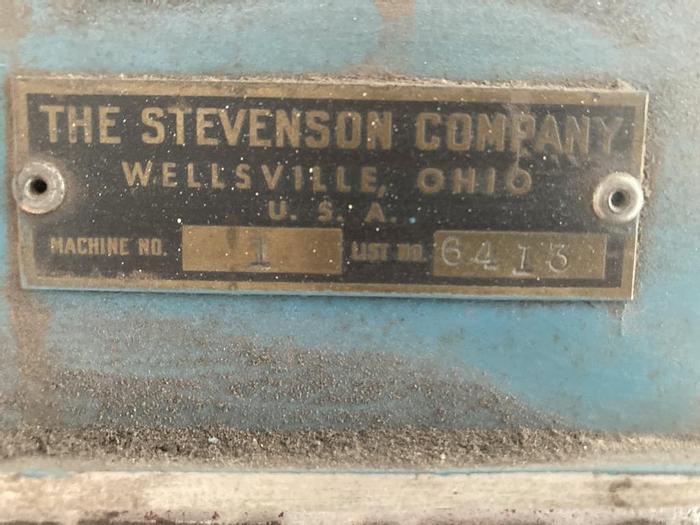 THE STEVENSON COMPANY
WELLSVILLE, OHIO
U. S. A.
MACHINE NO. 1 LIST NO. 6413